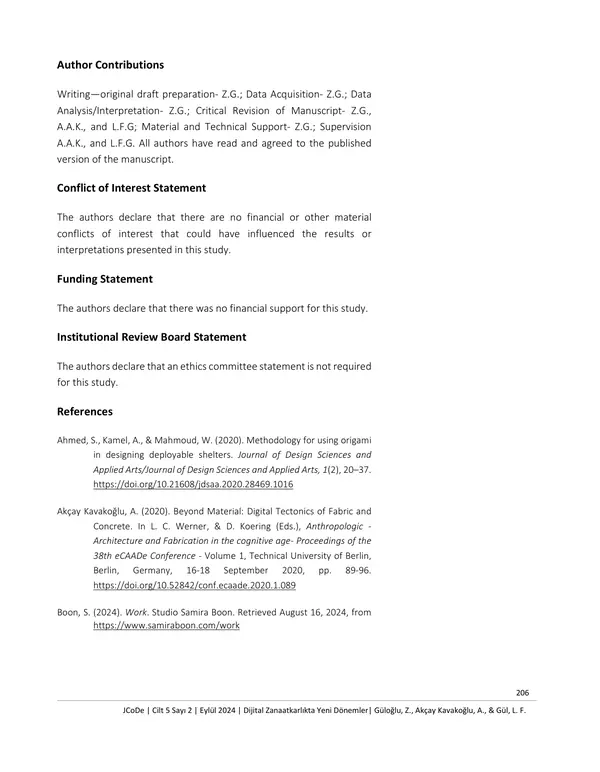 Author Contributions
Writing—original draft preparation- Z.G.; Data Acquisition- Z.G.; Data
Analysis/Interpretation- Z.G.; Critical Revision of Manuscript- Z.G.,
A.A.K., and L.F.G; Material and Technical Support- Z.G.; Supervision
A.A.K., and L.F.G. All authors have read and agreed to the published
version of the manuscript.
Conflict of Interest Statement
The authors declare that there are no financial or other material
conflicts of interest that could have influenced the results or
interpretations presented in this study.
Funding Statement
The authors declare that there was no financial support for this study.
Institutional Review Board Statement
The authors declare that an ethics committee statement is not required
for this study.
References
Ahmed, S., Kamel, A., & Mahmoud, W. (2020). Methodology for using origami
in designing deployable shelters. Journal of Design Sciences and
Applied Arts/Journal of Design Sciences and Applied Arts, 1(2), 20–37.
https://doi.org/10.21608/jdsaa.2020.28469.1016
Akçay Kavakoğlu, A. (2020). Beyond Material: Digital Tectonics of Fabric and
Concrete. In L. C. Werner, & D. Koering (Eds.), Anthropologic -
Architecture and Fabrication in the cognitive age- Proceedings of the
38th eCAADe Conference - Volume 1, Technical University of Berlin,
Berlin, Germany, 16-18 September 2020, pp. 89-96.
https://doi.org/10.52842/conf.ecaade.2020.1.089
Boon, S. (2024). Work. Studio Samira Boon. Retrieved August 16, 2024, from
https://www.samiraboon.com/work
206
JCoDe | Cilt 5 Sayı 2 | Eylül 2024 | Dijital Zanaatkarlıkta Yeni Dönemler| Güloğlu, Z., Akçay Kavakoğlu, A., & Gül, L. F.